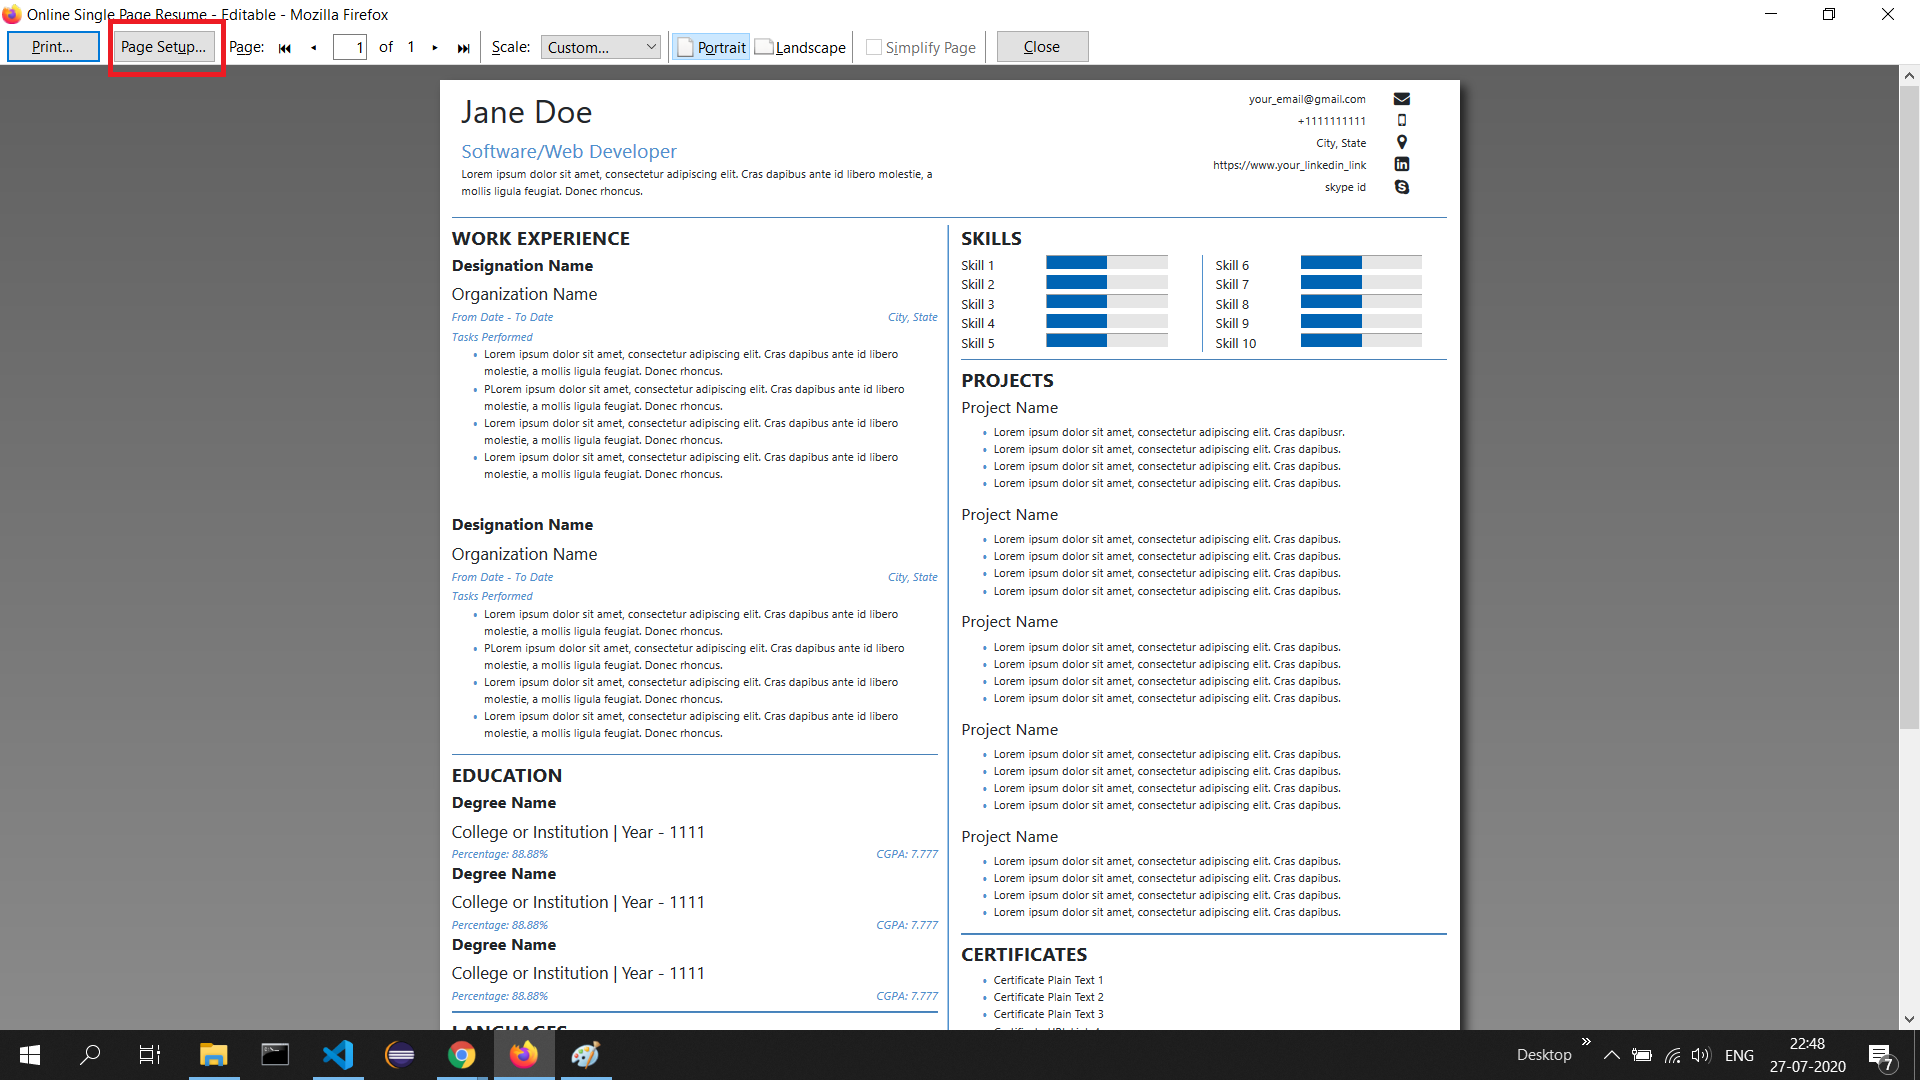 Online Single Page Resume - Editable - Mozilla Firefox
Print... Page Setup... Page: 1 of 1 Scale: Custom... Portrait Landscape Simplify Page Close
Jane Doe
Software/Web Developer
Lorem ipsum dolor sit amet, consectetur adipiscing elit. Cras dapibus ante id libero molestie, a
mollis ligula feugiat. Donec rhoncus.
your_email@gmail.com
+1111111111
City, State
https://www.your_linkedin_link
skype id
WORK EXPERIENCE
Designation Name
Organization Name
From Date - To Date City, State
Tasks Performed
Lorem ipsum dolor sit amet, consectetur adipiscing elit. Cras dapibus ante id libero
molestie, a mollis ligula feugiat. Donec rhoncus.
PLorem ipsum dolor sit amet, consectetur adipiscing elit. Cras dapibus ante id libero
molestie, a mollis ligula feugiat. Donec rhoncus.
Lorem ipsum dolor sit amet, consectetur adipiscing elit. Cras dapibus ante id libero
molestie, a mollis ligula feugiat. Donec rhoncus.
Lorem ipsum dolor sit amet, consectetur adipiscing elit. Cras dapibus ante id libero
molestie, a mollis ligula feugiat. Donec rhoncus.
Designation Name
Organization Name
From Date - To Date City, State
Tasks Performed
Lorem ipsum dolor sit amet, consectetur adipiscing elit. Cras dapibus ante id libero
molestie, a mollis ligula feugiat. Donec rhoncus.
PLorem ipsum dolor sit amet, consectetur adipiscing elit. Cras dapibus ante id libero
molestie, a mollis ligula feugiat. Donec rhoncus.
Lorem ipsum dolor sit amet, consectetur adipiscing elit. Cras dapibus ante id libero
molestie, a mollis ligula feugiat. Donec rhoncus.
Lorem ipsum dolor sit amet, consectetur adipiscing elit. Cras dapibus ante id libero
molestie, a mollis ligula feugiat. Donec rhoncus.
EDUCATION
Degree Name
College or Institution | Year - 1111
Percentage: 88.88% CGPA: 7.777
Degree Name
College or Institution | Year - 1111
Percentage: 88.88% CGPA: 7.777
Degree Name
College or Institution | Year - 1111
Percentage: 88.88% CGPA: 7.777
LANGUAGES
SKILLS
Skill 1 Skill 6
Skill 2 Skill 7
Skill 3 Skill 8
Skill 4 Skill 9
Skill 5 Skill 10
PROJECTS
Project Name
Lorem ipsum dolor sit amet, consectetur adipiscing elit. Cras dapibusr.
Lorem ipsum dolor sit amet, consectetur adipiscing elit. Cras dapibus.
Lorem ipsum dolor sit amet, consectetur adipiscing elit. Cras dapibus.
Lorem ipsum dolor sit amet, consectetur adipiscing elit. Cras dapibus.
Project Name
Lorem ipsum dolor sit amet, consectetur adipiscing elit. Cras dapibus.
Lorem ipsum dolor sit amet, consectetur adipiscing elit. Cras dapibus.
Lorem ipsum dolor sit amet, consectetur adipiscing elit. Cras dapibus.
Lorem ipsum dolor sit amet, consectetur adipiscing elit. Cras dapibus.
Project Name
Lorem ipsum dolor sit amet, consectetur adipiscing elit. Cras dapibus.
Lorem ipsum dolor sit amet, consectetur adipiscing elit. Cras dapibus.
Lorem ipsum dolor sit amet, consectetur adipiscing elit. Cras dapibus.
Lorem ipsum dolor sit amet, consectetur adipiscing elit. Cras dapibus.
Project Name
Lorem ipsum dolor sit amet, consectetur adipiscing elit. Cras dapibus.
Lorem ipsum dolor sit amet, consectetur adipiscing elit. Cras dapibus.
Lorem ipsum dolor sit amet, consectetur adipiscing elit. Cras dapibus.
Lorem ipsum dolor sit amet, consectetur adipiscing elit. Cras dapibus.
Project Name
Lorem ipsum dolor sit amet, consectetur adipiscing elit. Cras dapibus.
Lorem ipsum dolor sit amet, consectetur adipiscing elit. Cras dapibus.
Lorem ipsum dolor sit amet, consectetur adipiscing elit. Cras dapibus.
Lorem ipsum dolor sit amet, consectetur adipiscing elit. Cras dapibus.
CERTIFICATES
Certificate Plain Text 1
Certificate Plain Text 2
Certificate Plain Text 3
Desktop ENG 22:48
27-07-2020 7